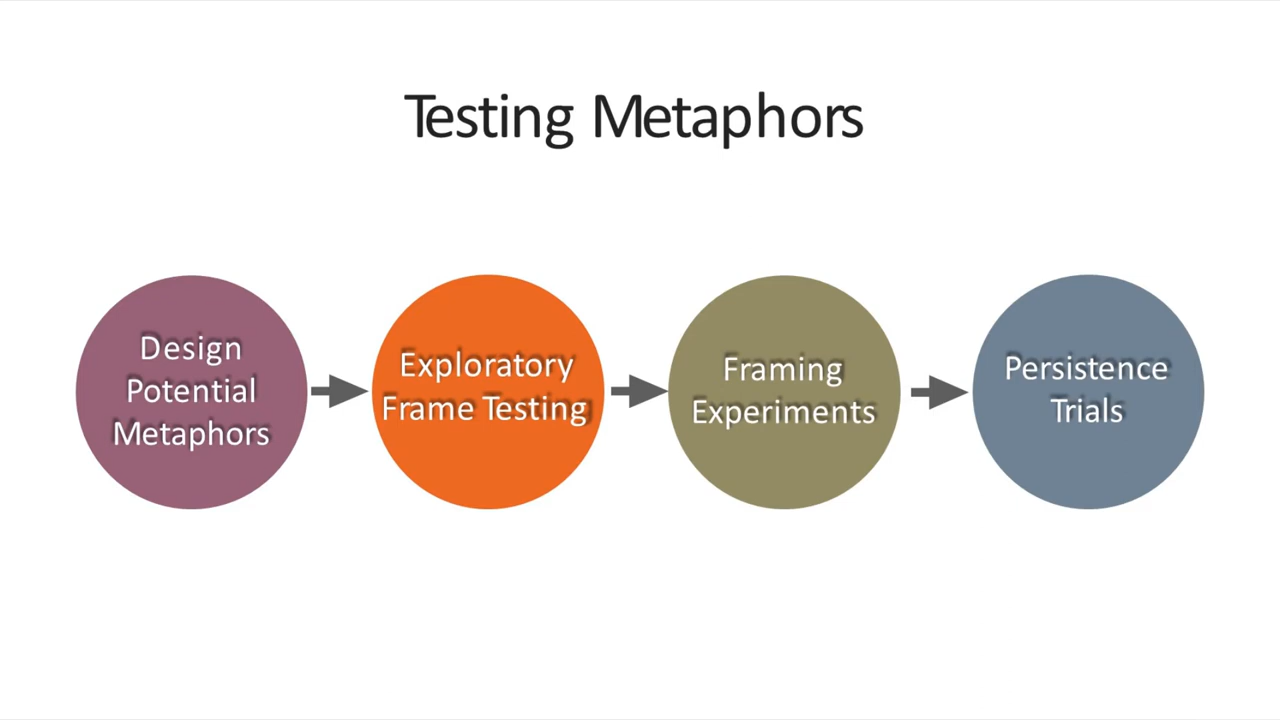 Testing Metaphors
Design
Potential
Metaphors
Exploratory
Frame Testing
Framing
Experiments
Persistence
Trials